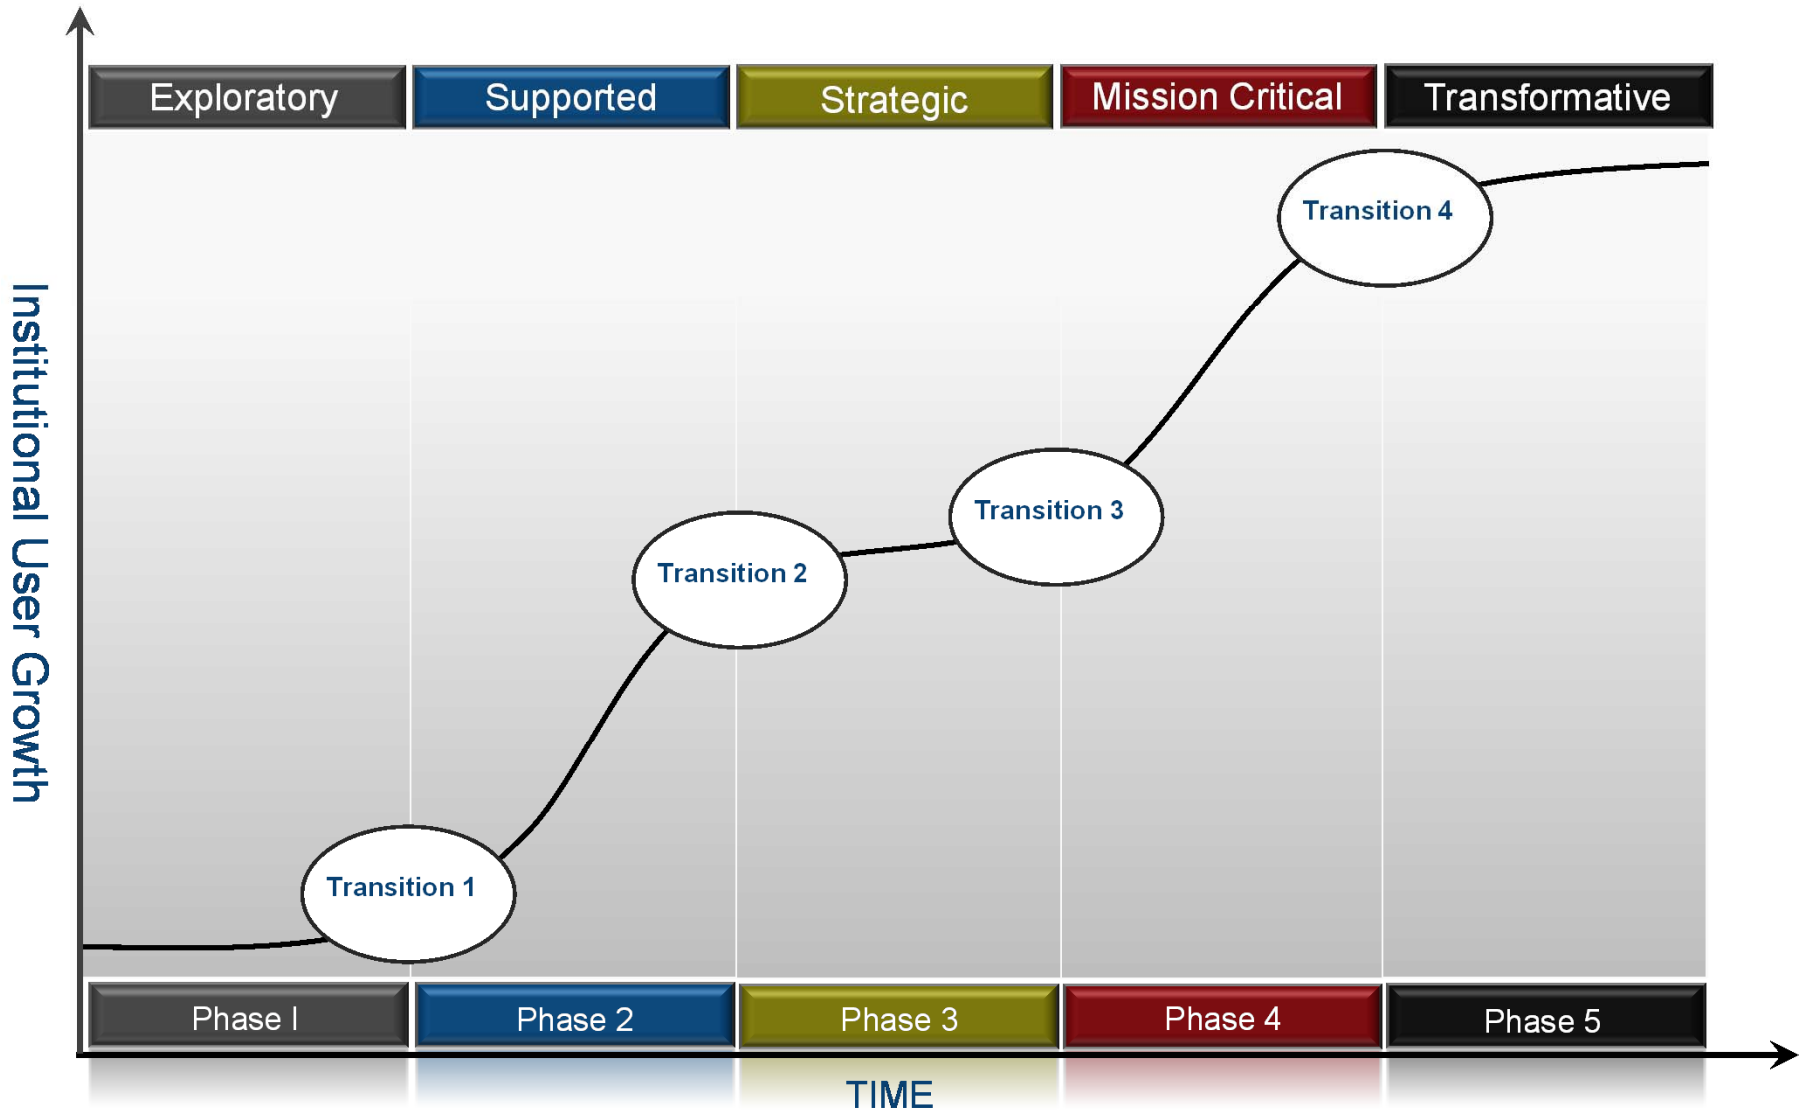 Exploratory
Supported
Strategic
Mission Critical
Transformative
Transition 4
Institutional User Growth
Transition 3
Transition 2
Transition 1
Phase I
Phase 2
Phase 3
Phase 4
Phase 5
TIME